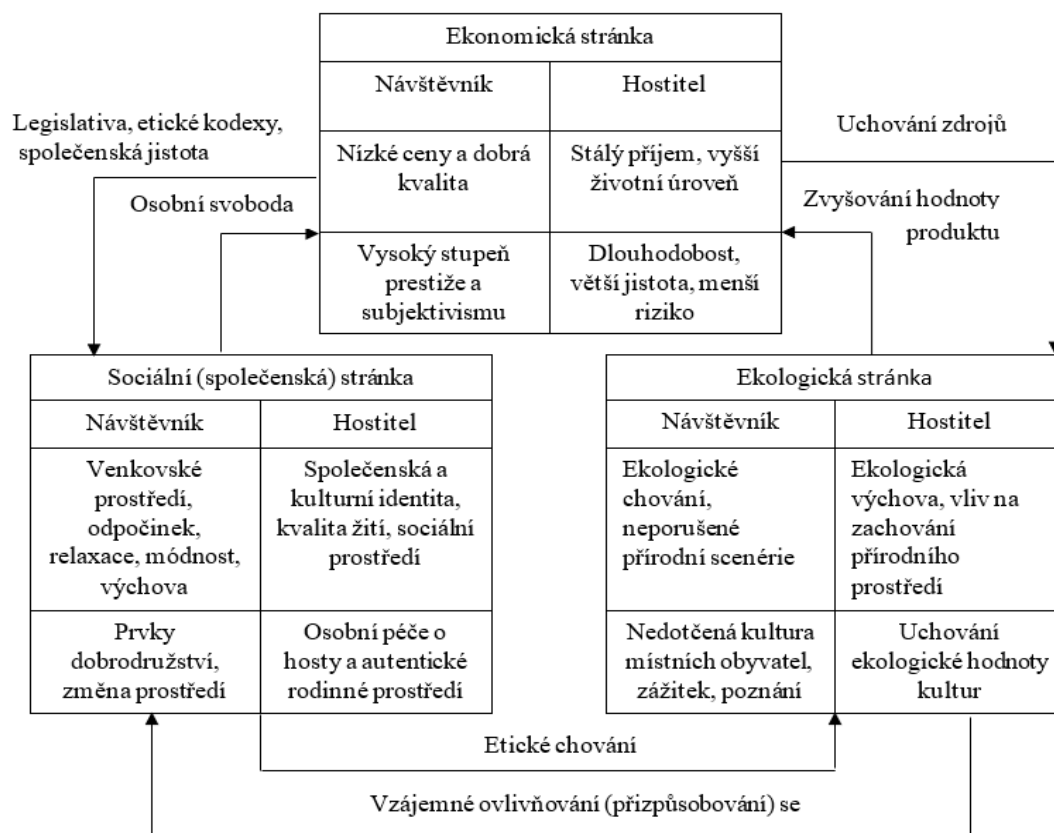 Ekonomická stránka
Návštěvník
Hostitel
Nízké ceny a dobrá
kvalita
Stálý příjem, vyšší
životní úroveň
Vysoký stupeň
prestiže a
subjektivismu
Dlouhodobost,
větší jistota, menší
riziko
Legislativa, etické kodexy,
společenská jistota
Osobní svoboda
Uchování zdrojů
Zvyšování hodnoty
produktu
Sociální (společenská) stránka
Návštěvník
Hostitel
Venkovské
prostředí,
odpočinek,
relaxace, módnost,
výchova
Společenská a
kulturní identita,
kvalita žití, sociální
prostředí
Prvky
dobrodružství,
změna prostředí
Osobní péče o
hosty a autentické
rodinné prostředí
Ekologická stránka
Návštěvník
Hostitel
Ekologické
chování,
neporušené
přírodní scenérie
Ekologická
výchova, vliv na
zachování
přírodního
prostředí
Nedotčená kultura
místních obyvatel,
zážitek, poznání
Uchování
ekologické hodnoty
kultur
Etické chování
Vzájemné ovlivňování (přizpůsobování) se